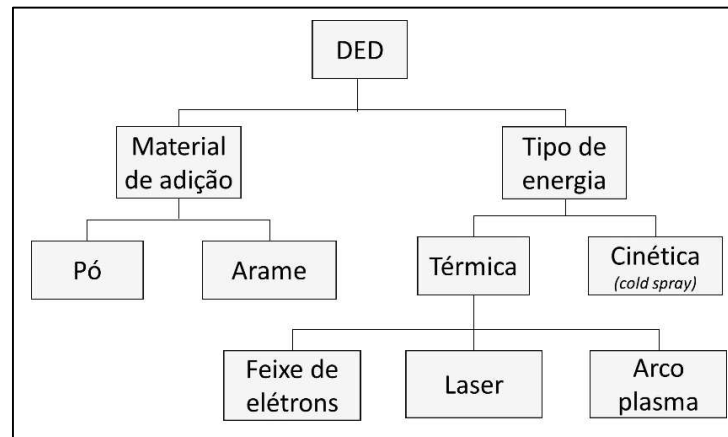 DED
Material
de adição
Tipo de
energia
Pó
Arame
Térmica
Cinética
(cold spray)
Feixe de
elétrons
Laser
Arco
plasma